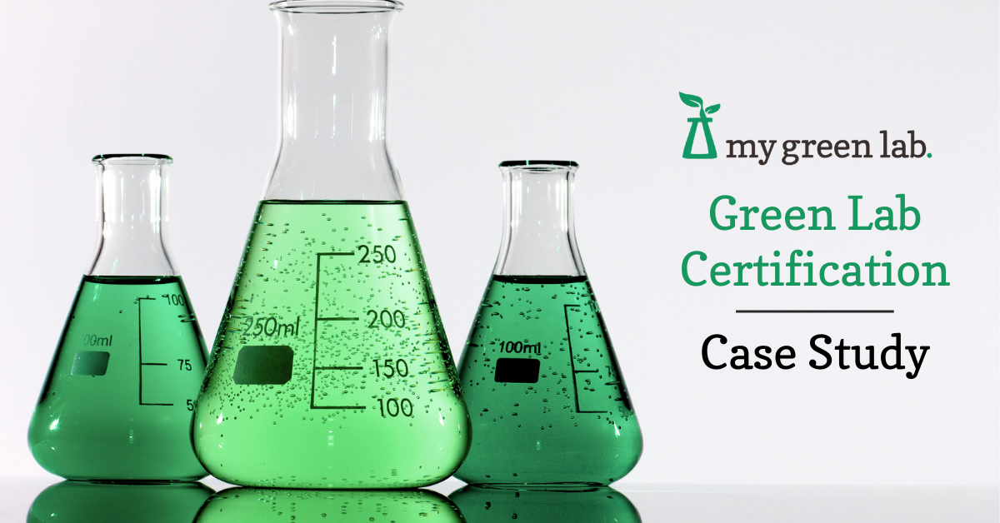 my green lab.
Green Lab
Certification
Case Study
250
200
150
100
250ml
100
75
100ml